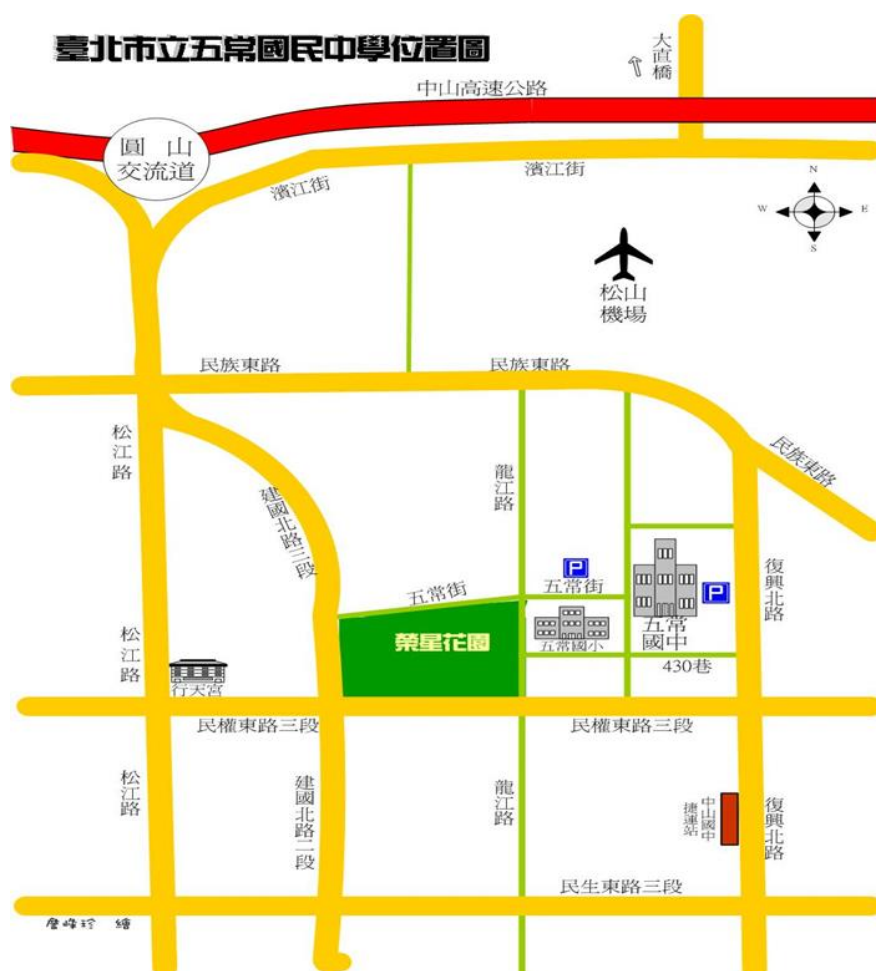 臺北市立五常國民中學位置圖
大直橋
中山高速公路
圓 山
交流道
濱江街
濱江街
N
W
E
S
松山
機場
民族東路
民族東路
民族東路
松江路
龍江路
建國北路三段
P
五常街
五常街
P
復興北路
五常
國中
榮星花園
五常國小
430巷
松江路
行天宮
民權東路三段
民權東路三段
松江路
建國北路二段
龍江路
中山國中
捷運站
復興北路
民生東路三段
繪